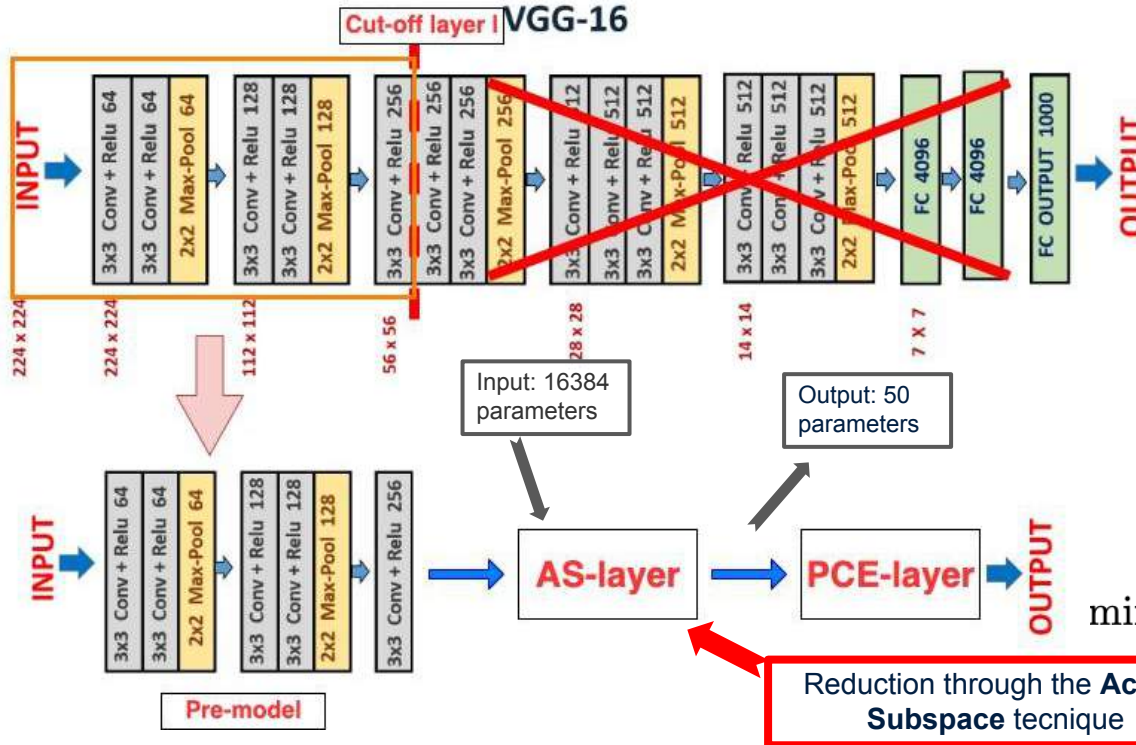 Cut-off layer l
VGG-16
INPUT
3x3 Conv + Relu 64
3x3 Conv + Relu 64
2x2 Max-Pool 64
3x3 Conv + Relu 128
3x3 Conv + Relu 128
2x2 Max-Pool 128
3x3 Conv + Relu 256
3x3 Conv + Relu 256
3x3 Conv + Relu 256
2x2 Max-Pool 256
3x3 Conv + Relu 512
3x3 Conv + Relu 512
3x3 Conv + Relu 512
2x2 Max-Pool 512
3x3 Conv + Relu 512
3x3 Conv + Relu 512
3x3 Conv + Relu 512
2x2 Max-Pool 512
FC 4096
FC 4096
FC OUTPUT 1000
OUTPUT
224 x 224
224 x 224
112 x 112
56 x 56
28 x 28
14 x 14
7 X 7
Input: 16384
parameters
Output: 50
parameters
INPUT
3x3 Conv + Relu 64
3x3 Conv + Relu 64
2x2 Max-Pool 64
3x3 Conv + Relu 128
3x3 Conv + Relu 128
2x2 Max-Pool 128
3x3 Conv + Relu 256
AS-layer
PCE-layer
OUTPUT
Pre-model
Reduction through the
Subspace tecnique